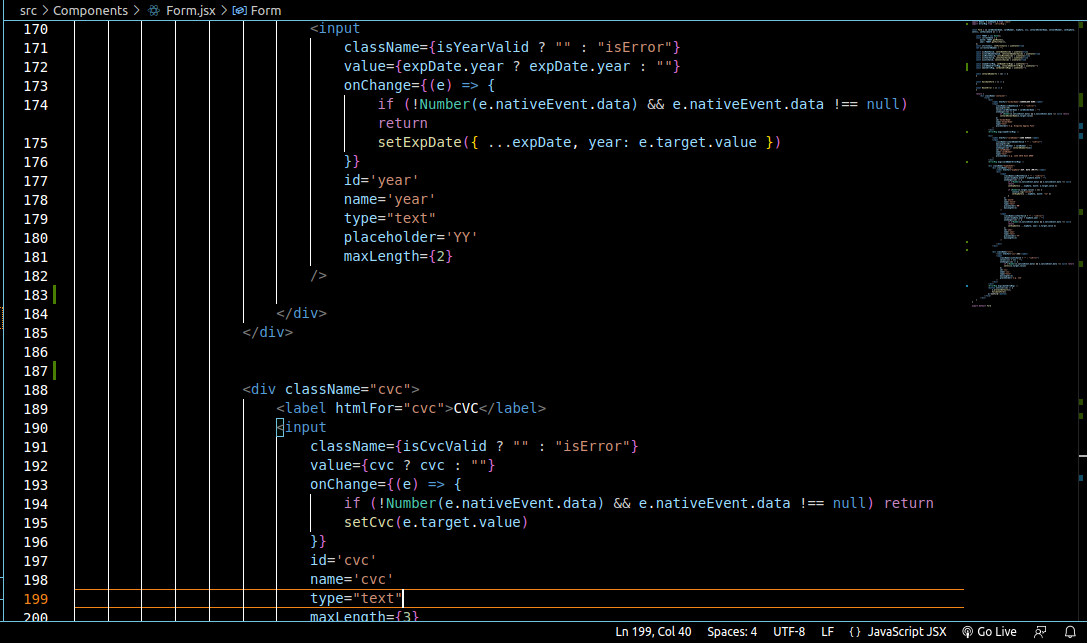 src > Components > Form.jsx > Form
170 <input
171 className={isYearValid ? "" : "isError"}
172 value={expDate.year ? expDate.year : ""}
173 onChange={(e) => {
174 if (!Number(e.nativeEvent.data) && e.nativeEvent.data !== null)
return
175 setExpDate({ ...expDate, year: e.target.value })
176 }}
177 id='year'
178 name='year'
179 type="text"
180 placeholder='YY'
181 maxLength={2}
182 />
183
184 </div>
185 </div>
186
187
188 <div className="cvc">
189 <label htmlFor="cvc">CVC</label>
190 <input
191 className={isCvcValid ? "" : "isError"}
192 value={cvc ? cvc : ""}
193 onChange={(e) => {
194 if (!Number(e.nativeEvent.data) && e.nativeEvent.data !== null) return
195 setCvc(e.target.value)
196 }}
197 id='cvc'
198 name='cvc'
199 type="text"
200 maxLength={3}
Ln 199, Col 40 Spaces: 4 UTF-8 LF {} JavaScript JSX Go Live